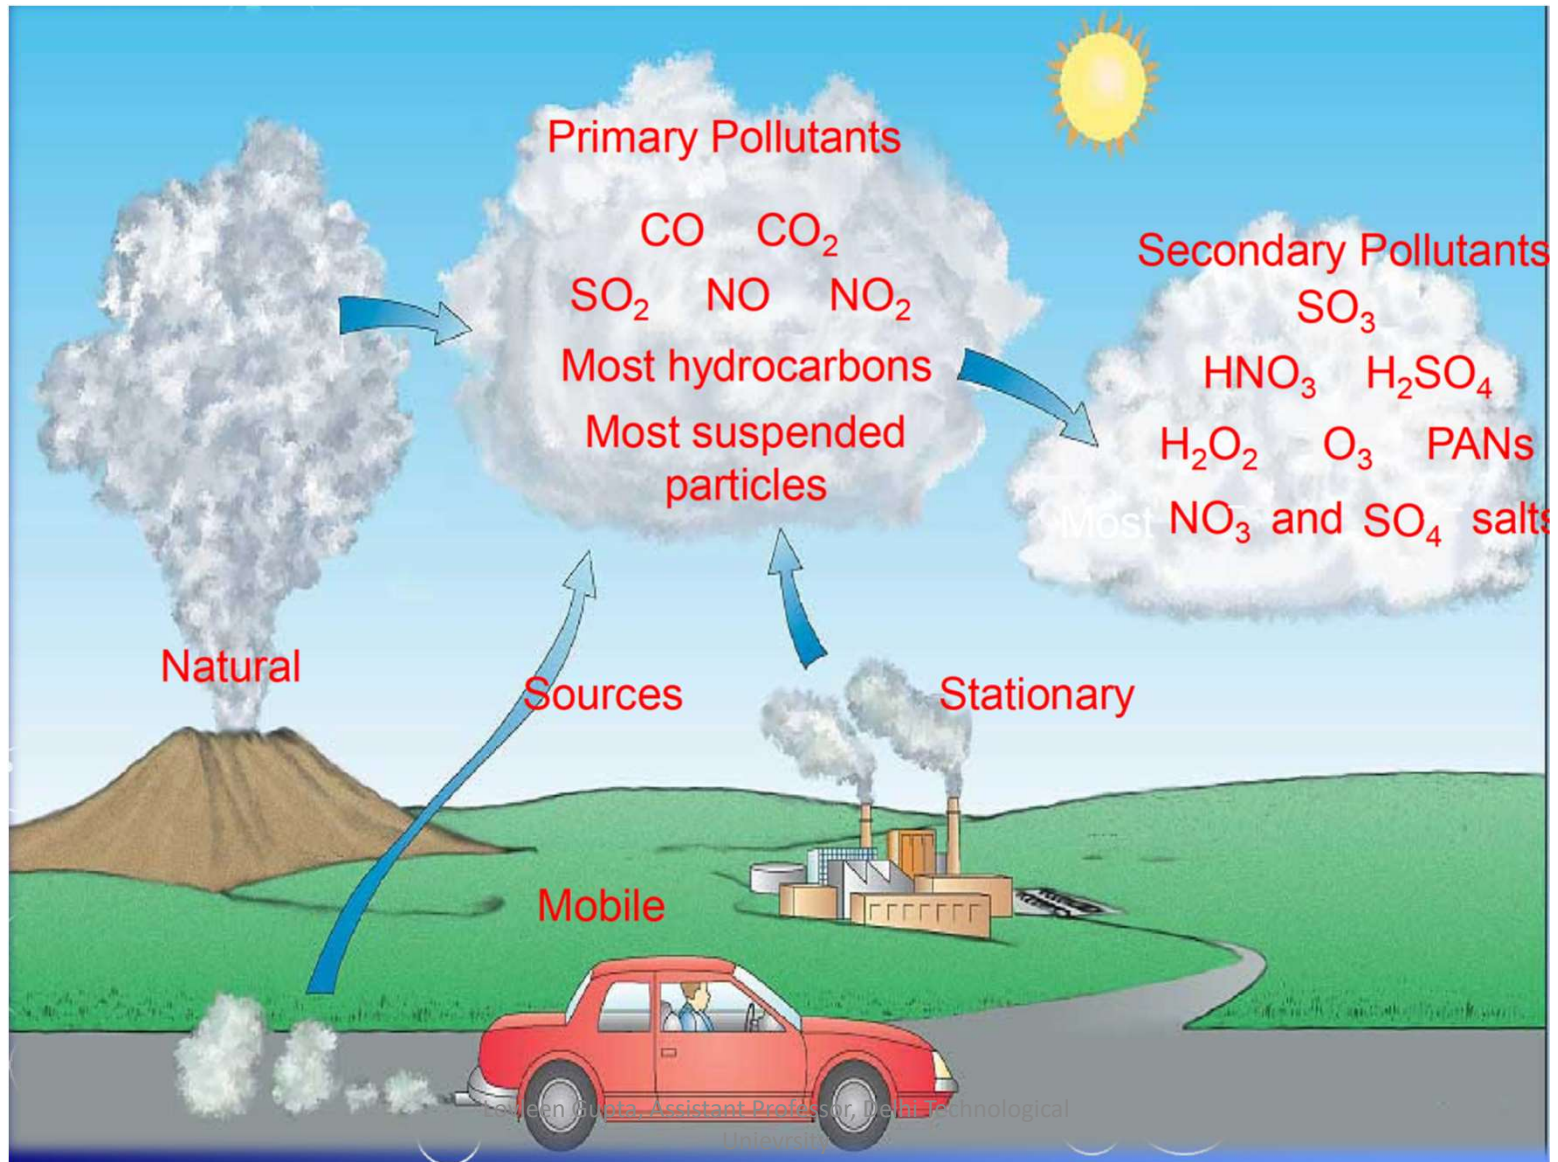 Primary Pollutants
CO CO₂
SO₂ NO NO₂
Most hydrocarbons
Most suspended
particles
Secondary Pollutants
SO₃
HNO₃ H₂SO₄
H₂O₂ O₃ PANs
Most NO₃⁻ and SO₄⁻ salts
Natural
Sources
Stationary
Mobile
Gupta, Assistant Professor, Delhi Technological